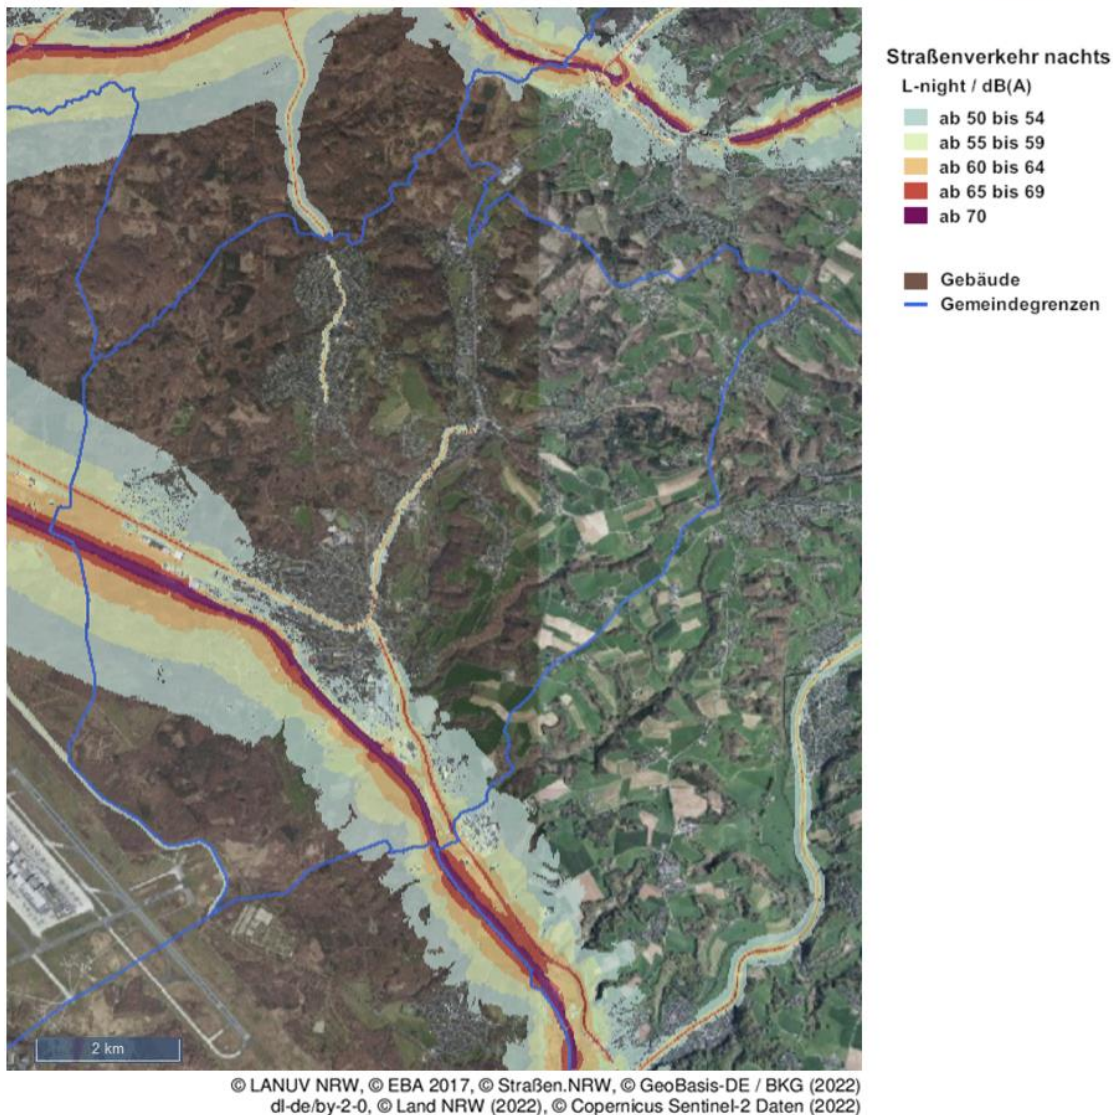 Straßenverkehr nachts
L-night / dB(A)
ab 50 bis 54
ab 55 bis 59
ab 60 bis 64
ab 65 bis 69
ab 70
Gebäude
Gemeindegrenzen
2 km
© LANUV NRW, © EBA 2017, © Straßen.NRW, © GeoBasis-DE / BKG (2022)
dl-de/by-2-0, © Land NRW (2022), © Copernicus Sentinel-2 Daten (2022)